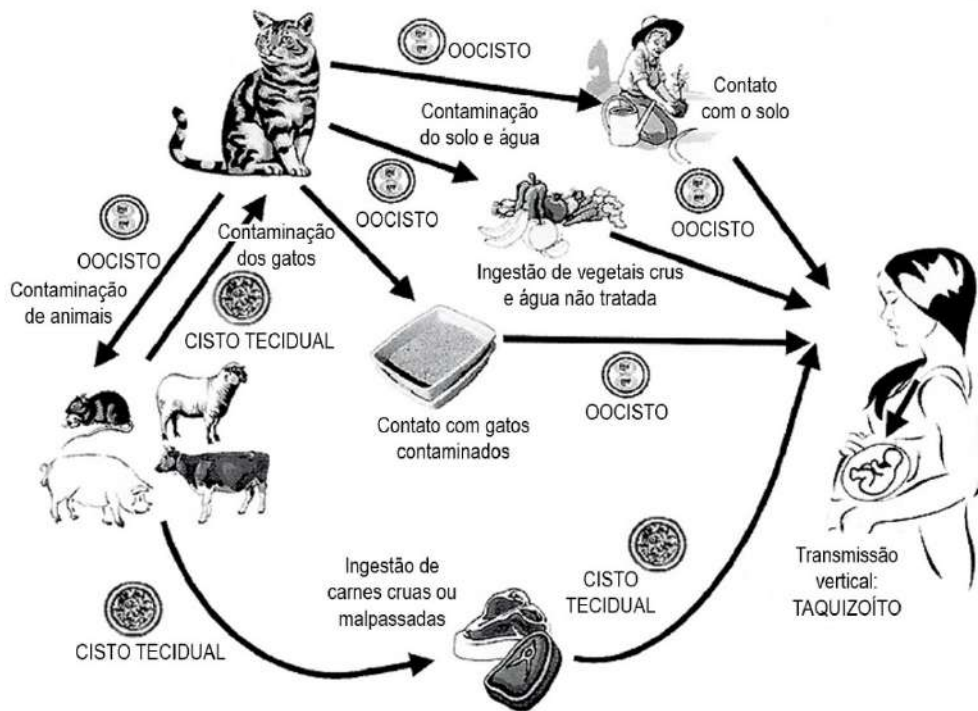 OOCISTO
Contato
com o solo
Contaminação
do solo e água
OOCISTO
OOCISTO
OOCISTO
Contaminação
de animais
Contaminação
dos gatos
CISTO TECIDUAL
Ingestão de vegetais crus
e água não tratada
OOCISTO
Contato com gatos
contaminados
Ingestão de
carnes cruas ou
malpassadas
CISTO
TECIDUAL
Transmissão
vertical:
TAQUIZOÍTO
CISTO TECIDUAL